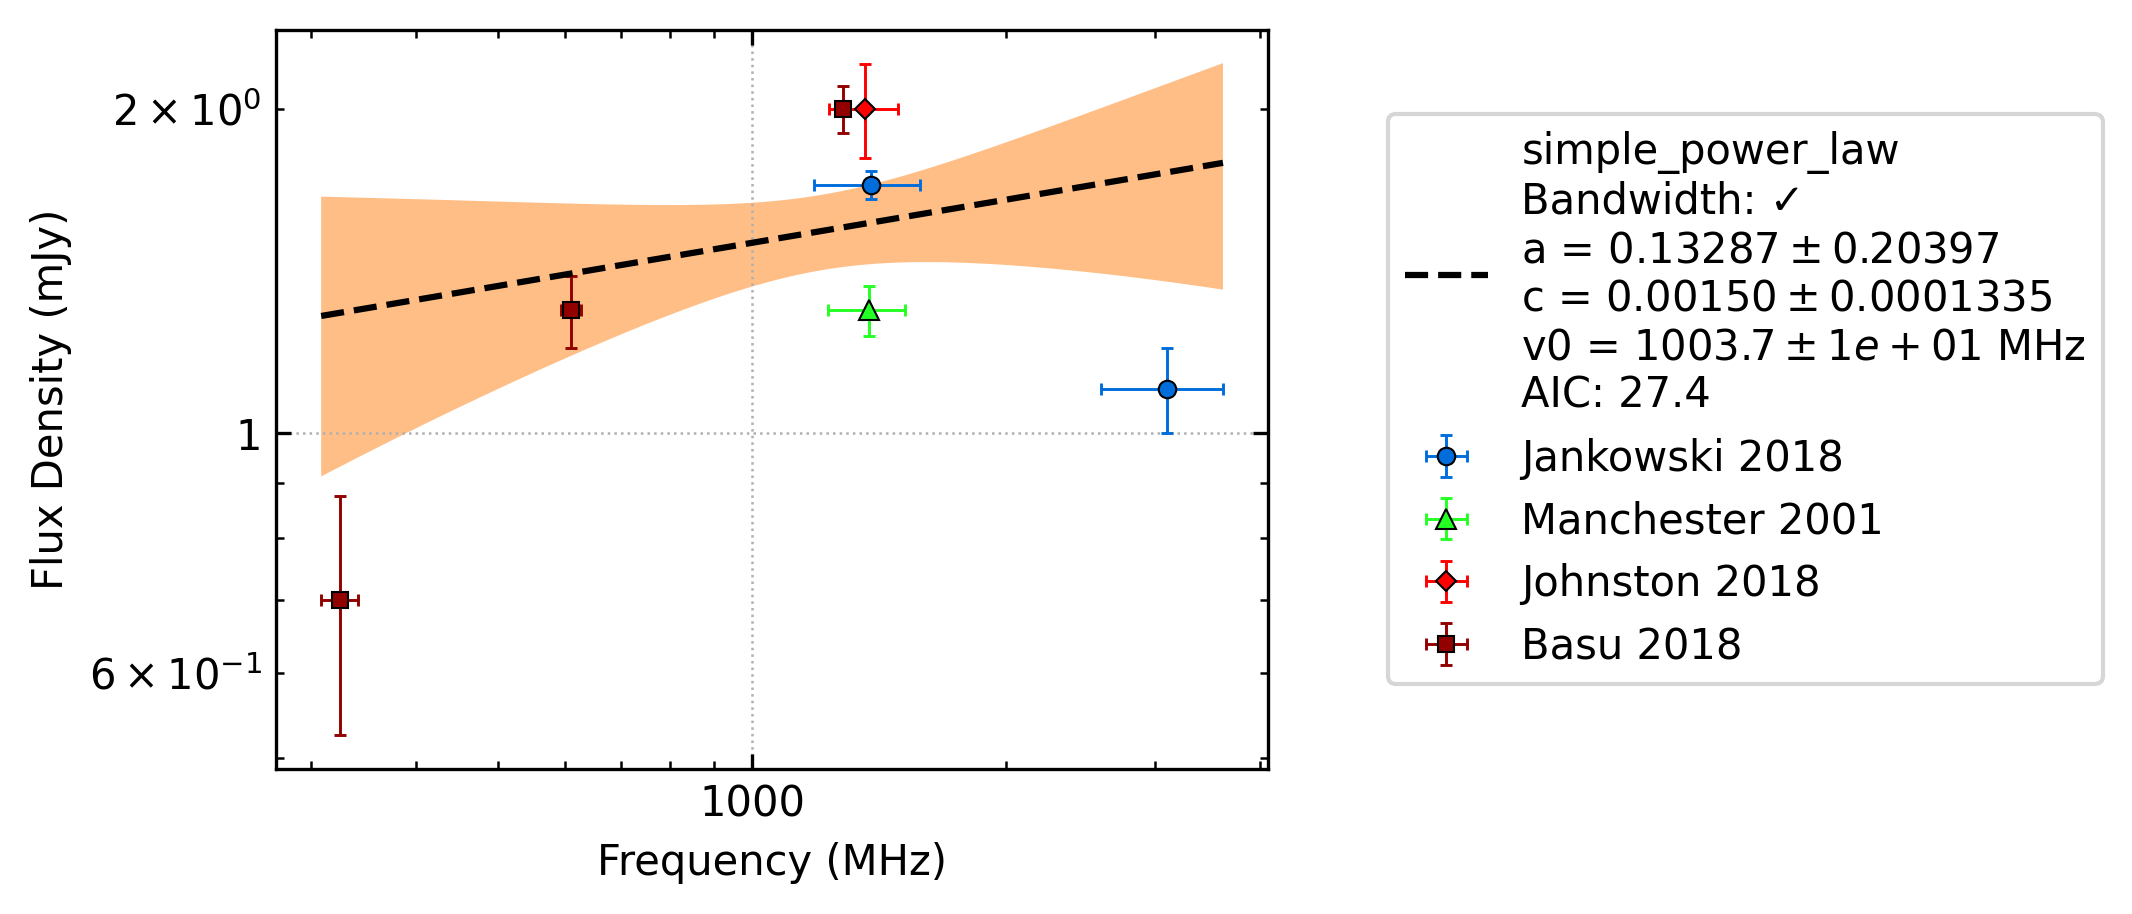 Flux Density (mJy)
2 × 10⁰
1
6 × 10⁻¹
1000
Frequency (MHz)
simple_power_law
Bandwidth: ✓
a = 0.13287 ± 0.20397
c = 0.00150 ± 0.0001335
v0 = 1003.7 ± 1e + 01 MHz
AIC: 27.4
Jankowski 2018
Manchester 2001
Johnston 2018
Basu 2018